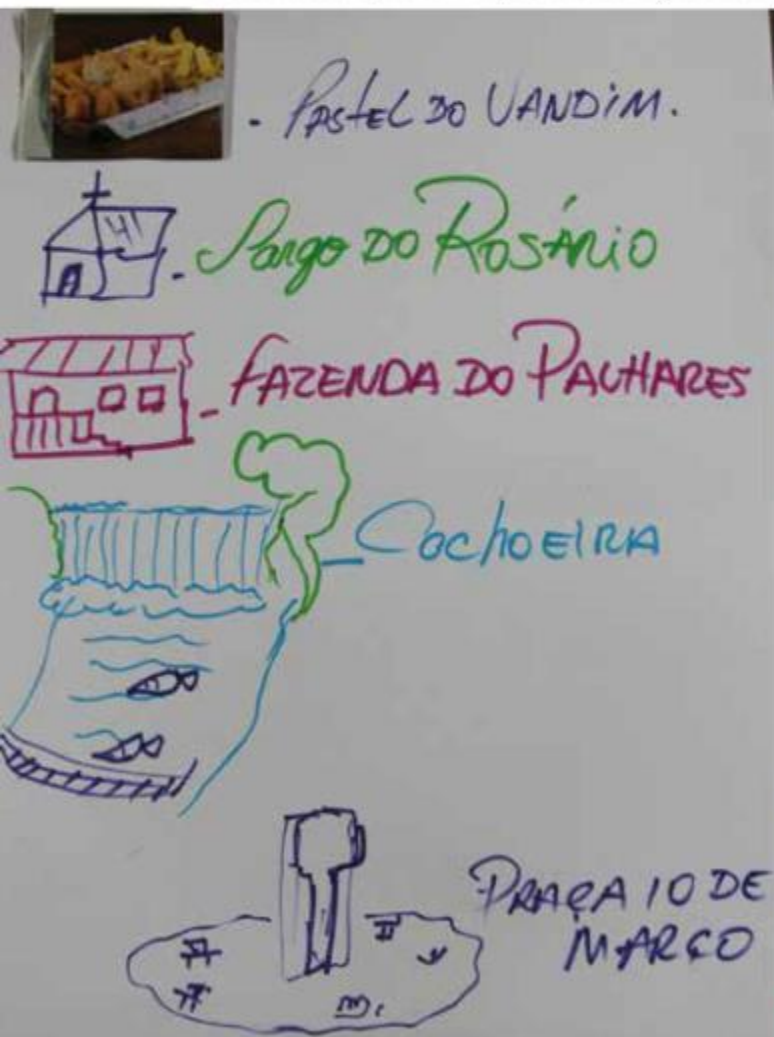 . PASTEL DO VANDIM.
- Largo DO ROSÁRIO
- FAZENDA DO PALHARES
- CachoEIRA
PRAÇA 10 DE
MARÇO